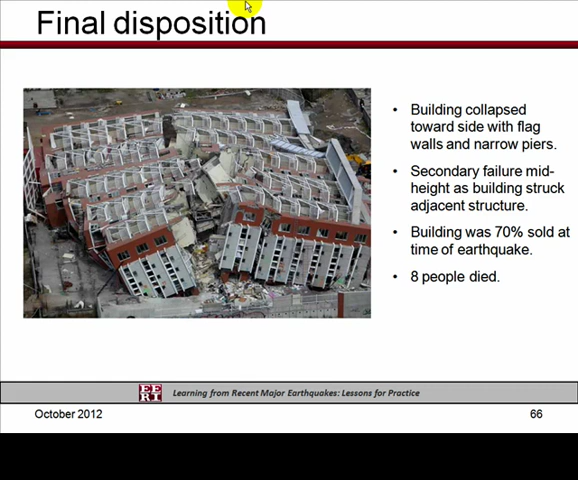 Final disposition
• Building collapsed
toward side with flag
walls and narrow piers.
• Secondary failure mid-
height as building struck
adjacent structure.
• Building was 70% sold at
time of earthquake.
• 8 people died.
EE
RI
Learning from Recent Major Earthquakes: Lessons for Practice
October 2012
66